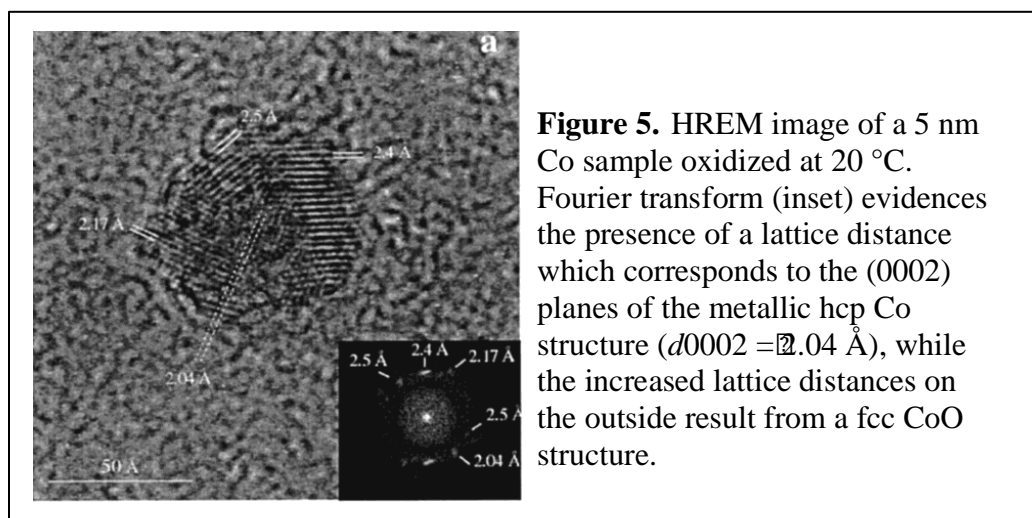 a
2.5 Å
2.4 Å
2.17 Å
2.04 Å
50 Å
2.5 Å
2.4 Å
2.17 Å
2.5 Å
2.04 Å
Figure 5. HREM image of a 5 nm
Co sample oxidized at 20 °C.
Fourier transform (inset) evidences
the presence of a lattice distance
which corresponds to the (0002)
planes of the metallic hcp Co
structure (d0002 = 2.04 Å), while
the increased lattice distances on
the outside result from a fcc CoO
structure.